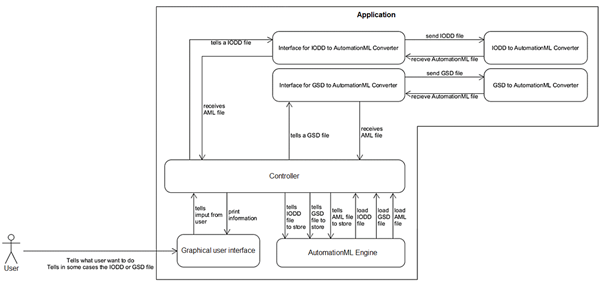 Application
tells a IODD file
Interface for IODD to AutomationML Converter
send IODD file
recieve AutomationML file
IODD to AutomationML Converter
Interface for GSD to AutomationML Converter
send GSD file
recieve AutomationML file
GSD to AutomationML Converter
receives
AML file
tells a GSD file
receives
AML file
Controller
tells
imput from
user
print
information
tells
IODD
file
to store
tells
GSD
file
to store
tells
AML file
to store
load
IODD
file
load
GSD
file
load
AML
file
Graphical user interface
AutomationML Engine
User
Tells what user want to do
Tells in some cases the IODD or GSD file